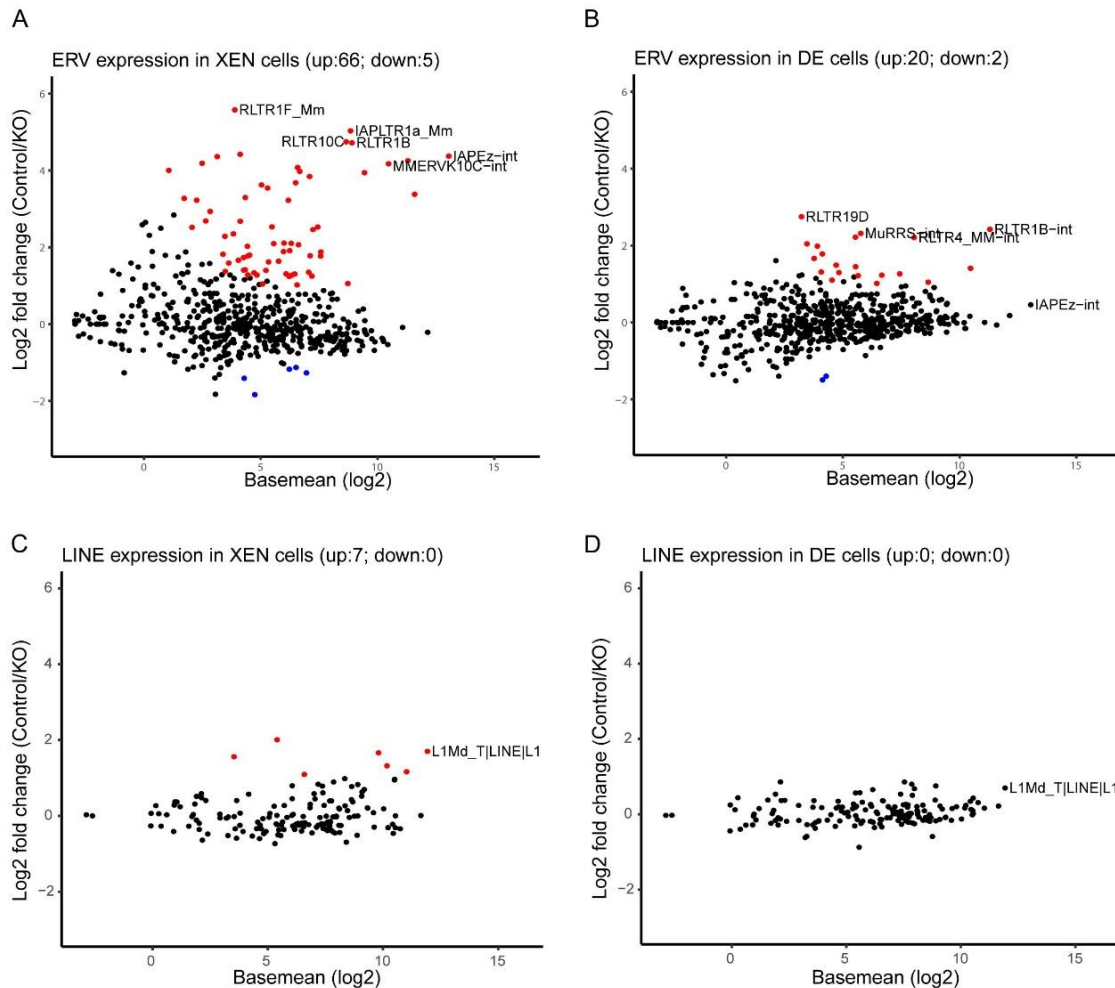 A
ERV expression in XEN cells (up:66; down:5)
Log2 fold change (Control/KO)
6
4
2
0
−2
RLTR1F_Mm
IAPLTR1a_Mm
RLTR10C
RLTR1B
IAPEz−int
MMERVK10C−int
0
5
10
15
Basemean (log2)
B
ERV expression in DE cells (up:20; down:2)
Log2 fold change (Control/KO)
6
4
2
0
−2
RLTR19D
MuRRS−int
RLTR1B−int
RLTR4_MM−int
IAPEz−int
0
5
10
15
Basemean (log2)
C
LINE expression in XEN cells (up:7; down:0)
Log2 fold change (Control/KO)
6
4
2
0
−2
L1Md_T|LINE|L1
0
5
10
15
Basemean (log2)
D
LINE expression in DE cells (up:0; down:0)
Log2 fold change (Control/KO)
6
4
2
0
−2
L1Md_T|LINE|L1
0
5
10
15
Basemean (log2)